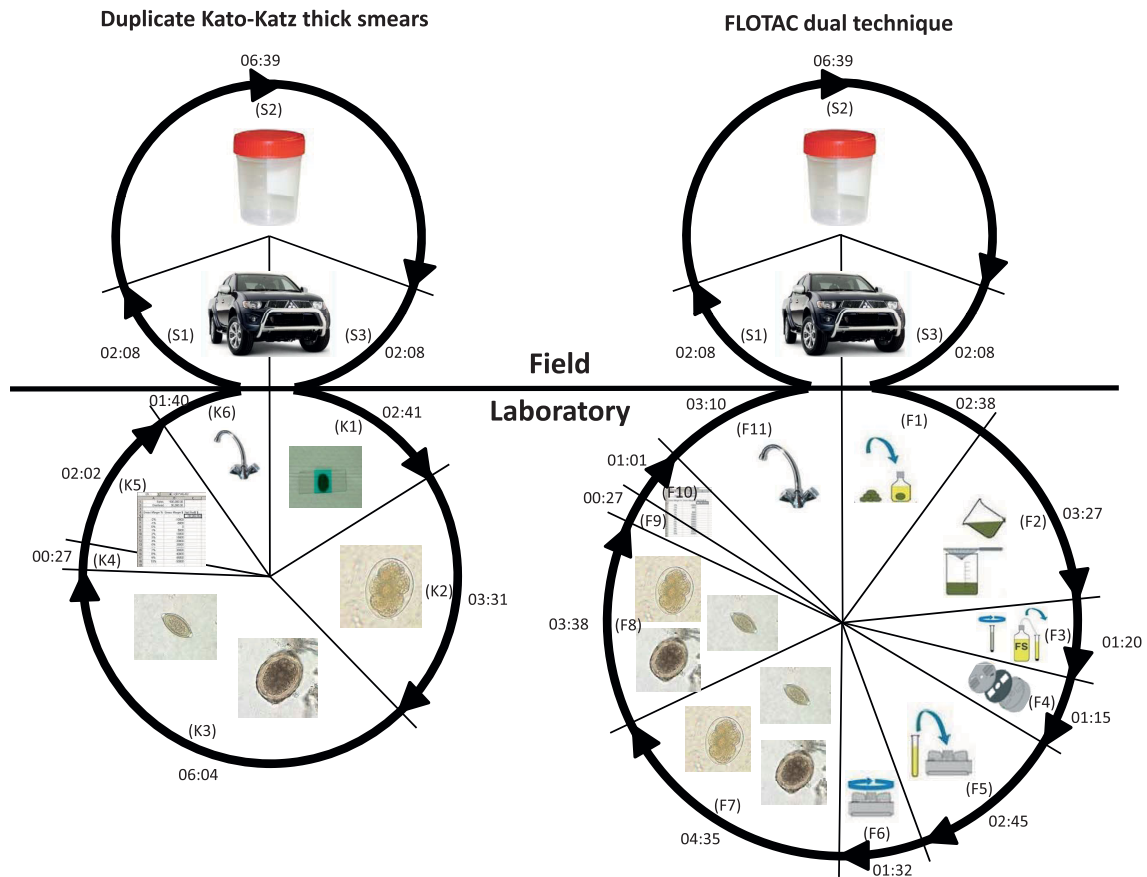 Duplicate Kato-Katz thick smears
FLOTAC dual technique
06:39
06:39
(S2)
(S2)
(S1)
(S3)
(S1)
(S3)
02:08
02:08
02:08
02:08
Field
Laboratory
01:40
(K6)
(K1)
02:41
02:02
(K5)
00:27
(K4)
(K2)
03:31
(K3)
06:04
03:10
(F11)
(F1)
02:38
01:01
(F10)
00:27
(F9)
(F2)
03:27
FS
(F3)
01:20
03:38
(F8)
(F4)
01:15
(F5)
02:45
(F7)
04:35
(F6)
01:32